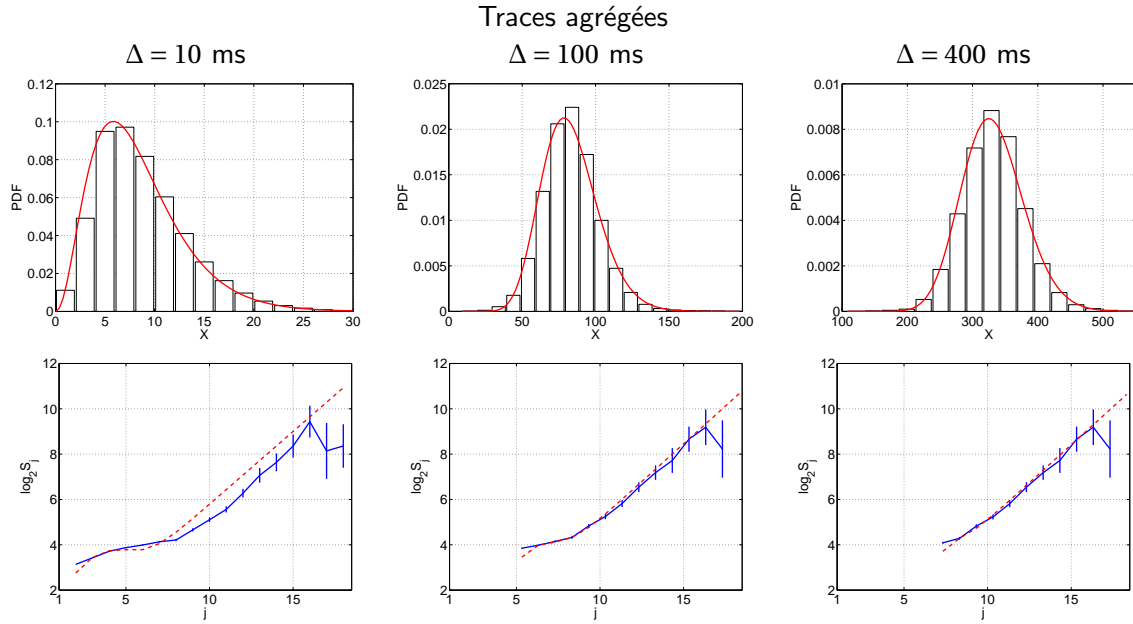 Traces agrégées
Δ = 10 ms
Δ = 100 ms
Δ = 400 ms
0.12
0.1
0.08
0.06
0.04
0.02
0
PDF
0 5 10 15 20 25 30
X
0.025
0.02
0.015
0.01
0.005
0
PDF
0 50 100 150 200
X
0.01
0.008
0.006
0.004
0.002
0
PDF
100 200 300 400 500
X
12
10
8
6
4
2
log₂Sⱼ
1 5 10 15
j
12
10
8
6
4
2
log₂Sⱼ
1 5 10 15
j
12
10
8
6
4
2
log₂Sⱼ
1 5 10 15
j